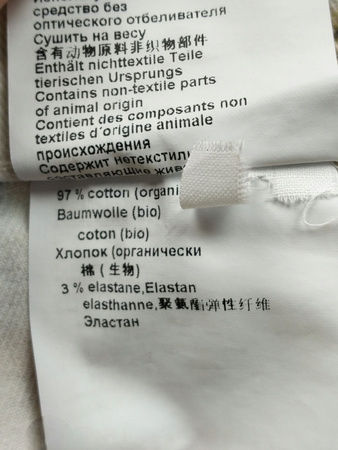 средство без
оптического отбеливателя
Сушить на весу
含有动物原料非织物部件
Enthält nichttextile Teile
tierischen Ursprungs
Contains non-textile parts
of animal origin
Contient des composants non
textiles d´origine animale
происхождения
Содержит нетекстил
97 % cotton (organi
Baumwolle (bio)
coton (bio)
Хлопок (органически
棉 (生物)
3 % elastane,Elastan
elasthanne,聚氨酯弹性纤维
Эластан